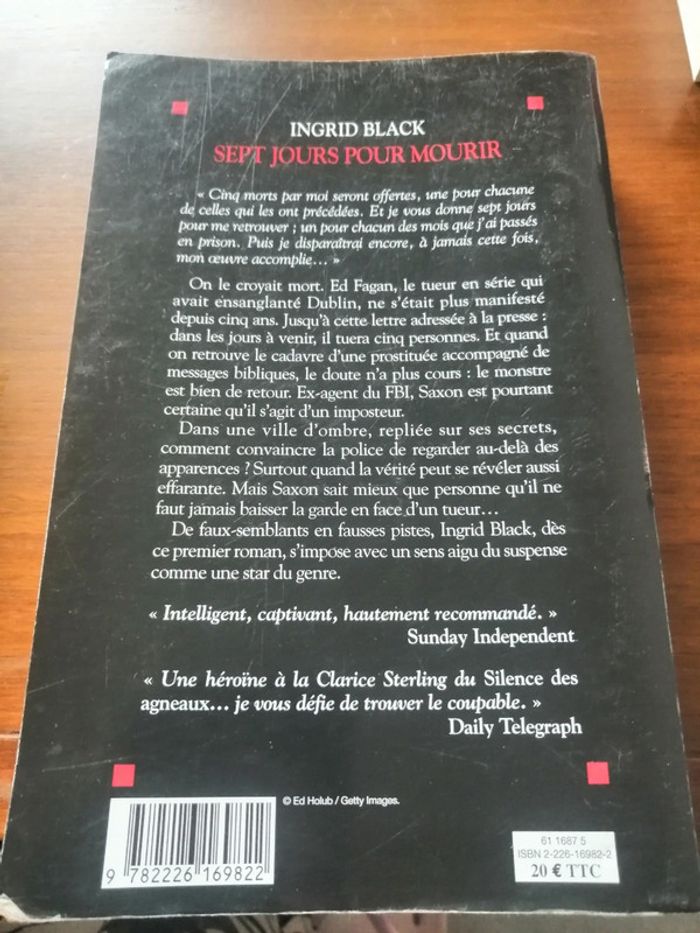 INGRID BLACK
SEPT JOURS POUR MOURIR
« Cinq morts par moi seront offertes, une pour chacune
de celles qui les ont précédées. Et je vous donne sept jours
pour me retrouver ; un pour chacun des mois que j'ai passés
en prison. Puis je disparaîtrai encore, à jamais cette fois,
mon œuvre accomplie... »
On le croyait mort. Ed Fagan, le tueur en série qui
avait ensanglanté Dublin, ne s'était plus manifesté
depuis cinq ans. Jusqu'à cette lettre adressée à la presse :
dans les jours à venir, il tuera cinq personnes. Et quand
on retrouve le cadavre d'une prostituée accompagné de
messages bibliques, le doute n'a plus cours : le monstre
est bien de retour. Ex-agent du FBI, Saxon est pourtant
certaine qu'il s'agit d'un imposteur.
Dans une ville d'ombre, repliée sur ses secrets,
comment convaincre la police de regarder au-delà des
apparences ? Surtout quand la vérité peut se révéler aussi
effarante. Mais Saxon sait mieux que personne qu'il ne
faut jamais baisser la garde en face d'un tueur...
De faux-semblants en fausses pistes, Ingrid Black, dès
ce premier roman, s'impose avec un sens aigu du suspense
comme une star du genre.
« Intelligent, captivant, hautement recommandé. »
Sunday Independent
« Une héroïne à la Clarice Sterling du Silence des
agneaux... je vous défie de trouver le coupable. »
Daily Telegraph
© Ed Holub / Getty Images.
61 1687 5
ISBN 2-226-16982-2
20 € TTC
9 782226 169822